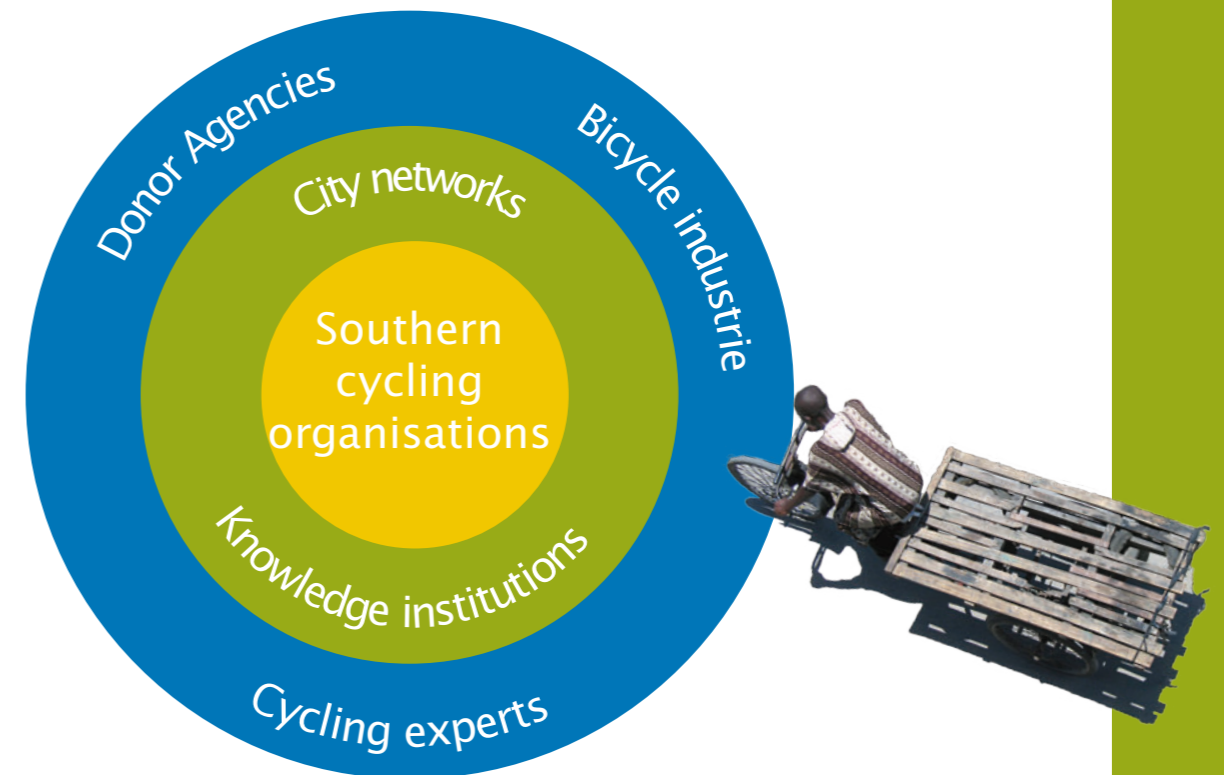 Donor Agencies
Bicycle industrie
City networks
Southern
cycling
organisations
Knowledge institutions
Cycling experts